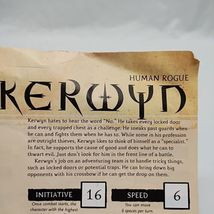 HUMAN ROGUE
KERWYN
Kerwyn hates to hear the word "No." He takes every locked door
and every trapped chest as a challenge. He sneaks past guards when
he can and fights them when he has to. While none in his profession
are outright thieves, Kerwyn likes to think of himself as a "specialist."
In fact, he supports the cause of good and does what he can to
thwart evil. Just don't look for him in the front line of a battle.
Kerwyn's job on an adventuring team is to handle tricky things,
such as locked doors or potential traps. He can bring down big
opponents with his crossbow if he can get the drop on them.
INITIATIVE 16 SPEED 6
Once combat starts, the You can move
character with the highest 6 spaces per turn.